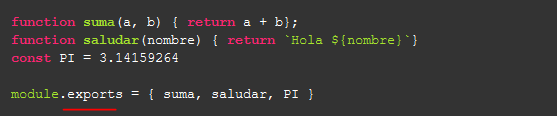 function suma(a, b) { return a + b};
function saludar(nombre) { return `Hola ${nombre}`}
const PI = 3.14159264
module.exports = { suma, saludar, PI }